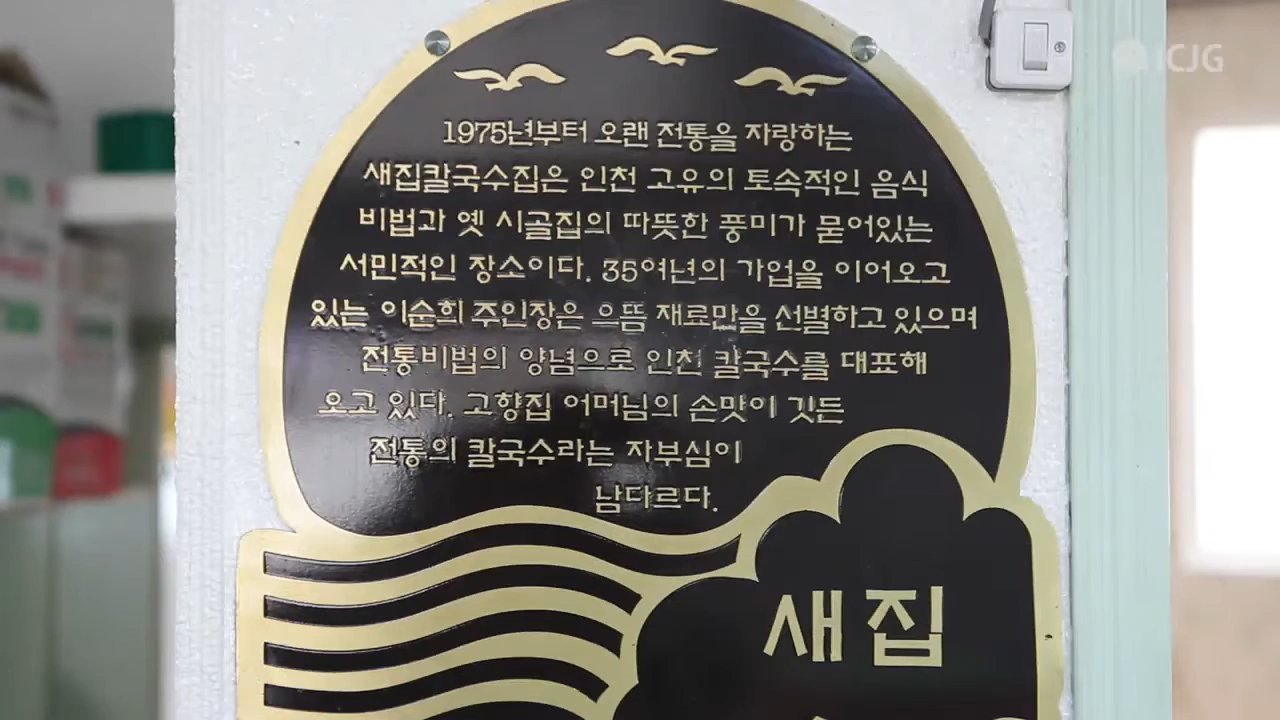 ICJG
1975년부터 오랜 전통을 자랑하는
새집칼국수집은 인천 고유의 토속적인 음식
비법과 옛 시골집의 따뜻한 풍미가 묻어있는
서민적인 장소이다. 35여년의 가업을 이어오고
있는 이순희 주인장은 으뜸 재료만을 선별하고 있으며
전통비법의 양념으로 인천 칼국수를 대표해
오고 있다. 고향집 어머님의 손맛이 깃든
전통의 칼국수라는 자부심이
남다르다.
새집